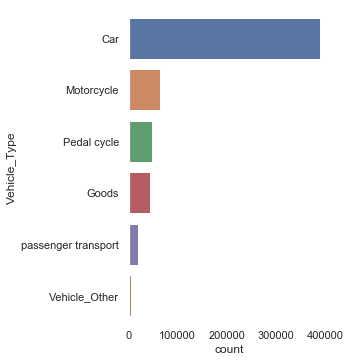 Car
Motorcycle
Pedal cycle
Goods
passenger transport
Vehicle_Other
Vehicle_Type
0 100000 200000 300000 400000
count